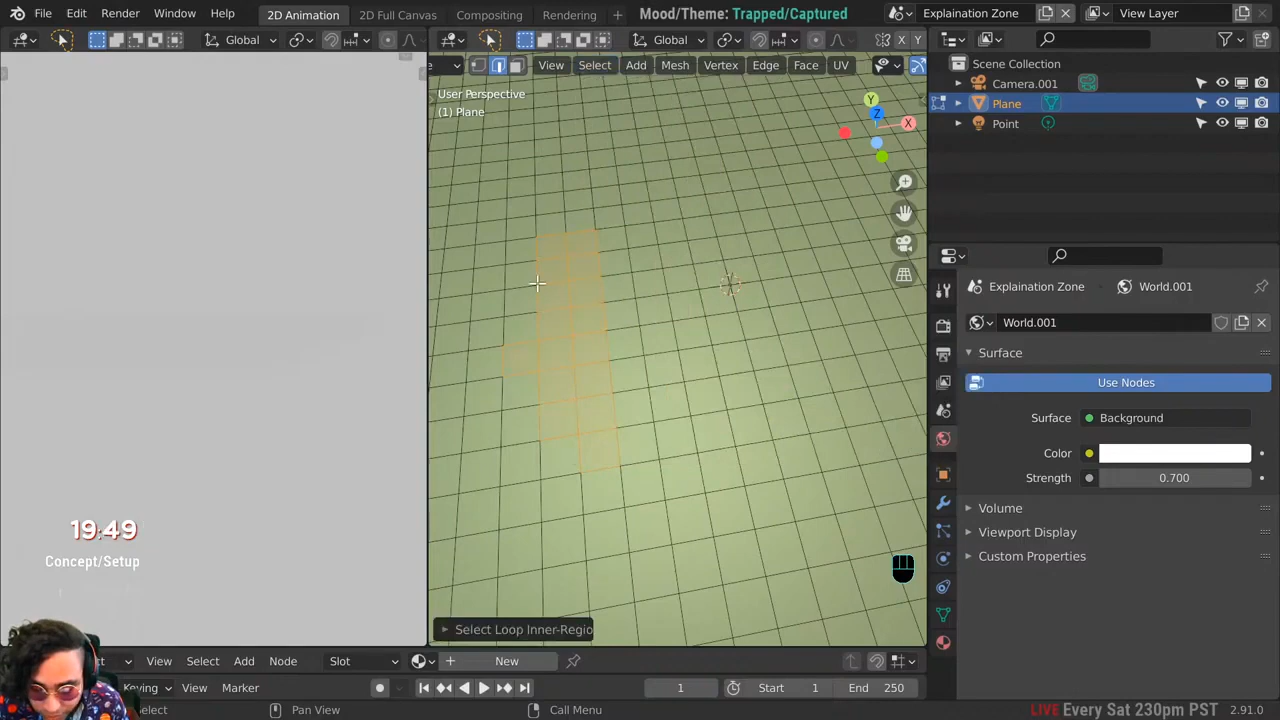 File Edit Render Window Help 2D Animation 2D Full Canvas Compositing Rendering + Mood/Theme: Trapped/Captured Explaination Zone View Layer
Global Global X Y
View Select Add Mesh Vertex Edge Face UV
Scene Collection
Camera.001
Plane
Point
User Perspective
(1) Plane
Y
Z
X
Explaination Zone World.001
World.001
Surface
Use Nodes
Surface Background
Color
Strength 0.700
Volume
Viewport Display
Custom Properties
19:49
Concept/Setup
Select Loop Inner-Regio
View Select Add Node Slot New
Keying View Marker 1 Start 1 End 250
Pan View Call Menu
LIVE Every Sat 230pm PST 2.91.0